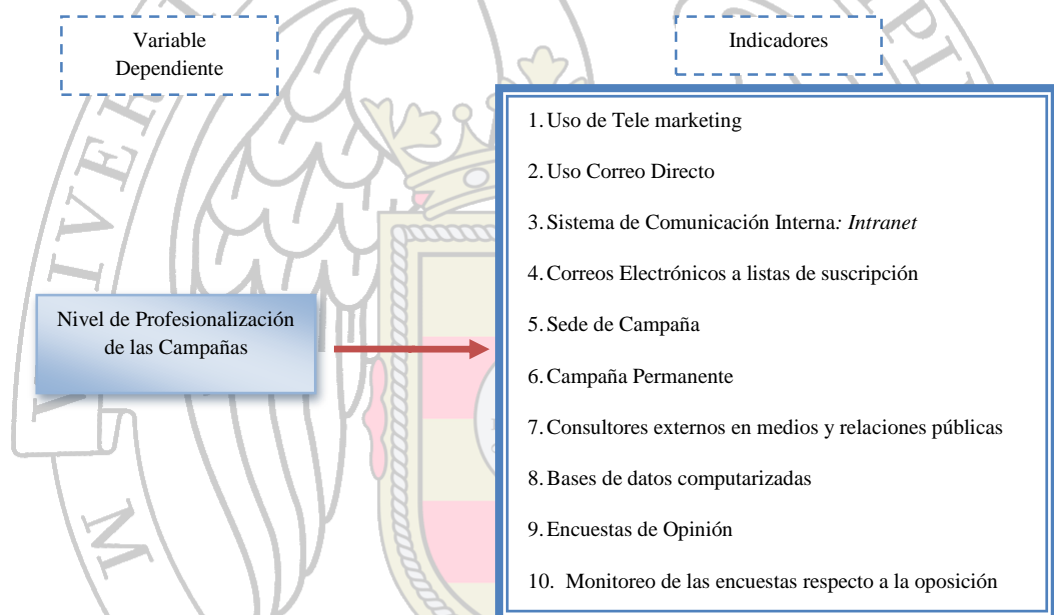 Variable
Dependiente
Indicadores
Nivel de Profesionalización
de las Campañas
1. Uso de Tele marketing
2. Uso Correo Directo
3. Sistema de Comunicación Interna: Intranet
4. Correos Electrónicos a listas de suscripción
5. Sede de Campaña
6. Campaña Permanente
7. Consultores externos en medios y relaciones públicas
8. Bases de datos computarizadas
9. Encuestas de Opinión
10. Monitoreo de las encuestas respecto a la oposición